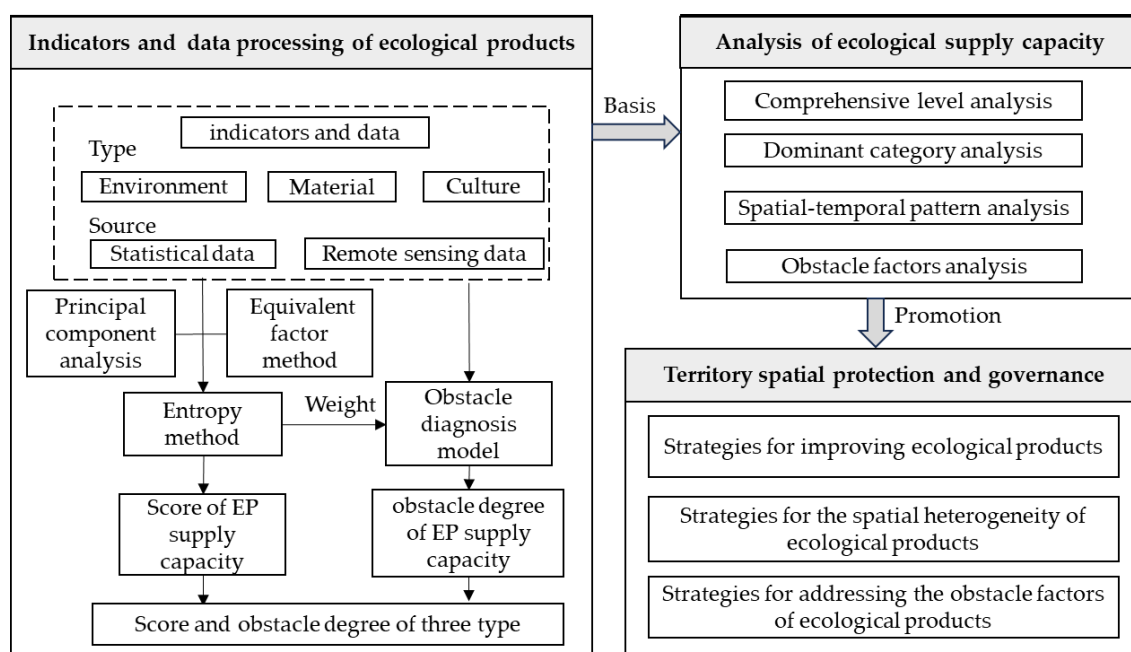 Indicators and data processing of ecological products
indicators and data
Type
Environment
Material
Culture
Source
Statistical data
Remote sensing data
Principal
component
analysis
Equivalent
factor
method
Entropy
method
Weight
Obstacle
diagnosis
model
Score of EP
supply
capacity
obstacle degree
of EP supply
capacity
Score and obstacle degree of three type
Basis
Analysis of ecological supply capacity
Comprehensive level analysis
Dominant category analysis
Spatial-temporal pattern analysis
Obstacle factors analysis
Promotion
Territory spatial protection and governance
Strategies for improving ecological products
Strategies for the spatial heterogeneity of
ecological products
Strategies for addressing the obstacle factors
of ecological products